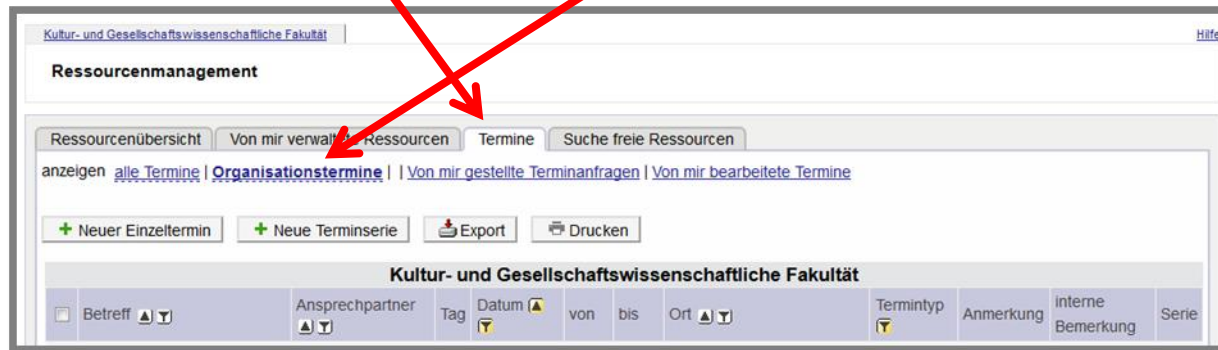 Kultur- und Gesellschaftswissenschaftliche Fakultät Hilfe
Ressourcenmanagement
Ressourcenübersicht Von mir verwaltete Ressourcen Termine Suche freie Ressourcen
anzeigen alle Termine | Organisationstermine | | Von mir gestellte Terminanfragen | Von mir bearbeitete Termine
+ Neuer Einzeltermin + Neue Terminserie Export Drucken
Kultur- und Gesellschaftswissenschaftliche Fakultät
Betreff Ansprechpartner Tag Datum von bis Ort Termintyp Anmerkung interne Bemerkung Serie